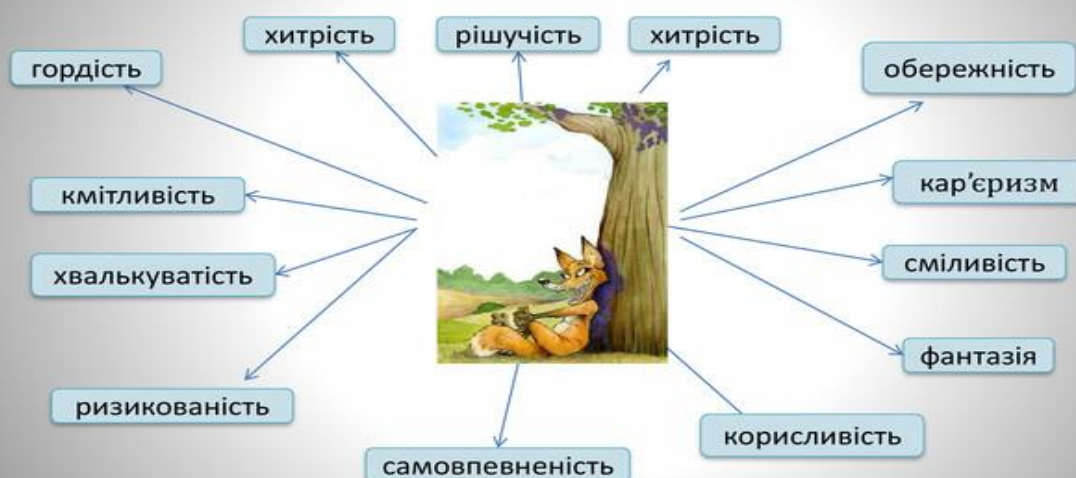 хитрість
рішучість
хитрість
гордість
обережність
кмітливість
кар’єризм
хвалькуватість
сміливість
фантазія
ризикованість
корисливість
самовпевненість